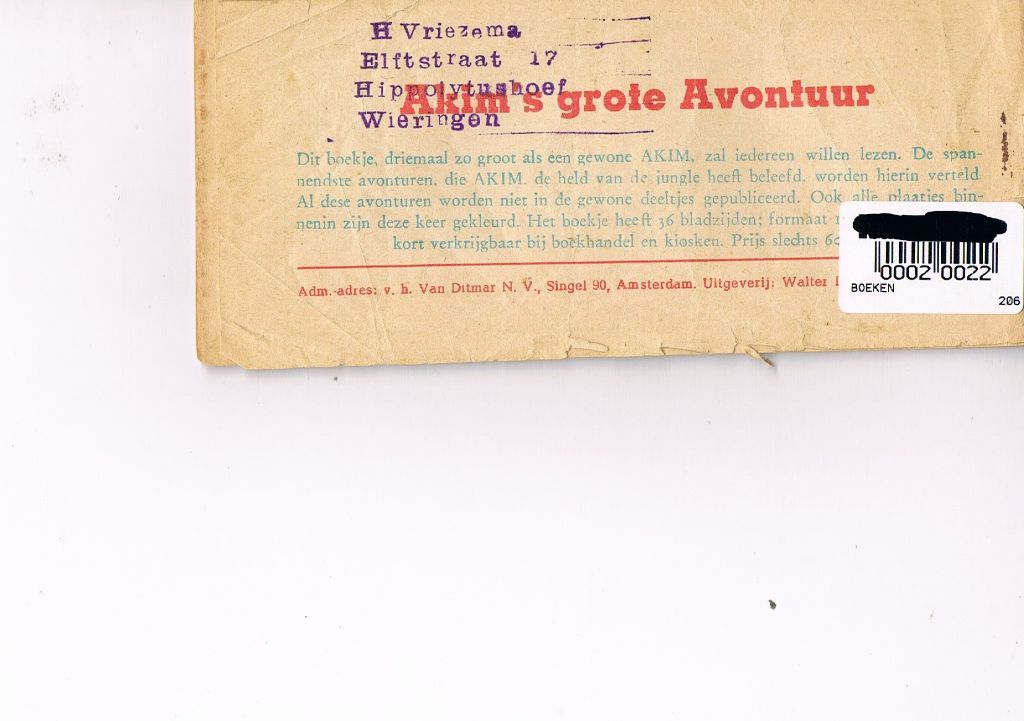 H Vriezema
Elftstraat 17
Hippolytushoef
Wieringen
Akim's grote Avontuur
Dit boekje, driemaal zo groot als een gewone AKIM, zal iedereen willen lezen. De span-
nendste avonturen, die AKIM, de held van de jungle heeft beleefd, worden hierin verteld
Al deze avonturen worden niet in de gewone deeltjes gepubliceerd. Ook alle plaatjes bin-
nenin zijn deze keer gekleurd. Het boekje heeft 36 bladzijden; formaat
kort verkrijgbaar bij boekhandel en kiosken. Prijs slechts
Adm.-adres: v. h. Van Ditmar N. V., Singel 90, Amsterdam. Uitgeverij: Walter
0002 0022
BOEKEN
206